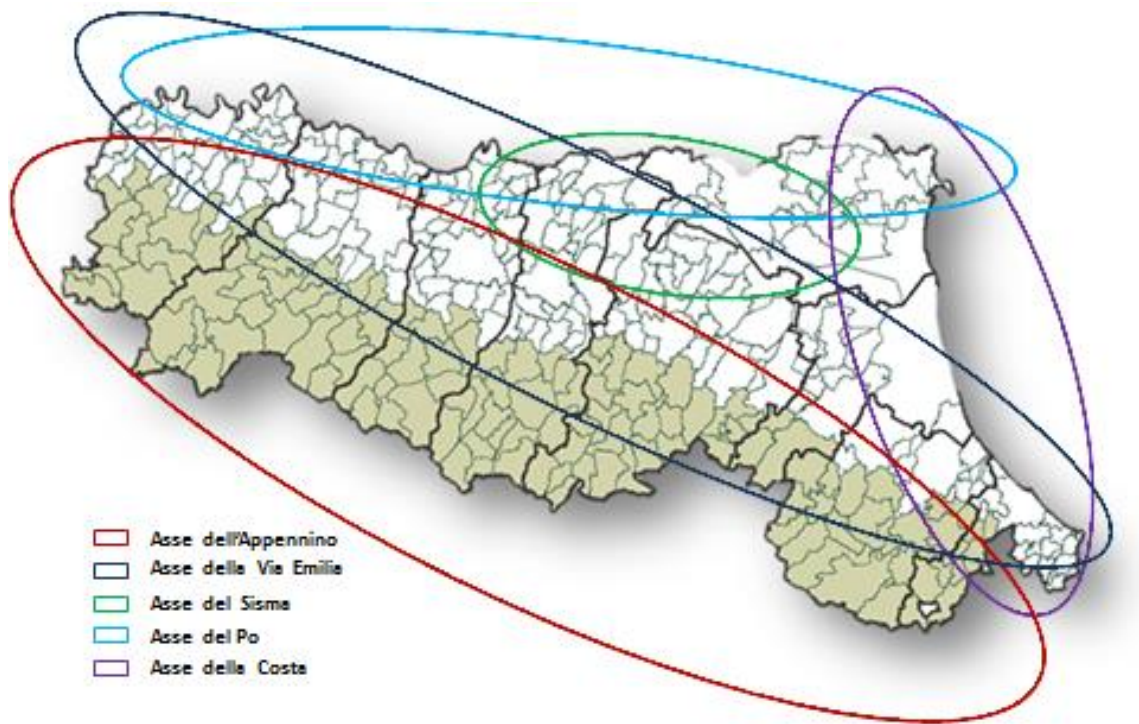 Asse dell'Appennino
Asse della Via Emilia
Asse del Sisma
Asse del Po
Asse della Costa